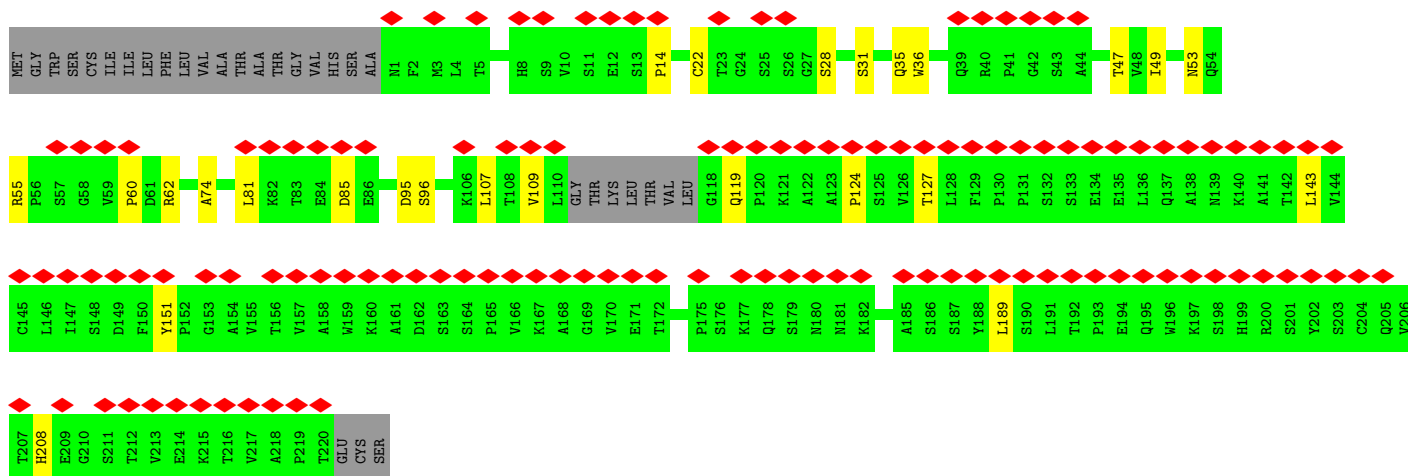 MET GLY TRP SER CYS ILE ILE LEU PHE LEU VAL ALA THR ALA THR GLY VAL HIS SER ALA N1 F2 M3 L4 T5 H8 S9 V10 S11 E12 S13 P14 C22 T23 G24 S25 S26 G27 S28 S31 Q35 W36 Q39 R40 P41 G42 S43 A44 T47 V48 I49 N53 Q54
R55 P56 S57 G58 V59 P60 D61 R62 A74 L81 K82 T83 E84 D85 E86 D95 S96 K106 L107 T108 V109 L110 GLY THR LYS LEU THR VAL LEU G118 Q119 P120 K121 A122 A123 P124 S125 V126 T127 L128 F129 P130 P131 S132 S133 E134 E135 L136 Q137 A138 N139 K140 A141 T142 L143 V144
C145 L146 I147 S148 D149 F150 Y151 P152 G153 A154 V155 T156 V157 A158 W159 K160 A161 D162 S163 S164 P165 V166 K167 A168 G169 V170 E171 T172 P175 S176 K177 Q178 S179 N180 N181 K182 A185 S186 S187 Y188 L189 S190 L191 T192 P193 E194 Q195 W196 K197 S198 H199 R200 S201 Y202 S203 C204 Q205 V206
T207 H208 E209 G210 S211 T212 V213 E214 K215 T216 V217 A218 P219 T220 GLU CYS SER